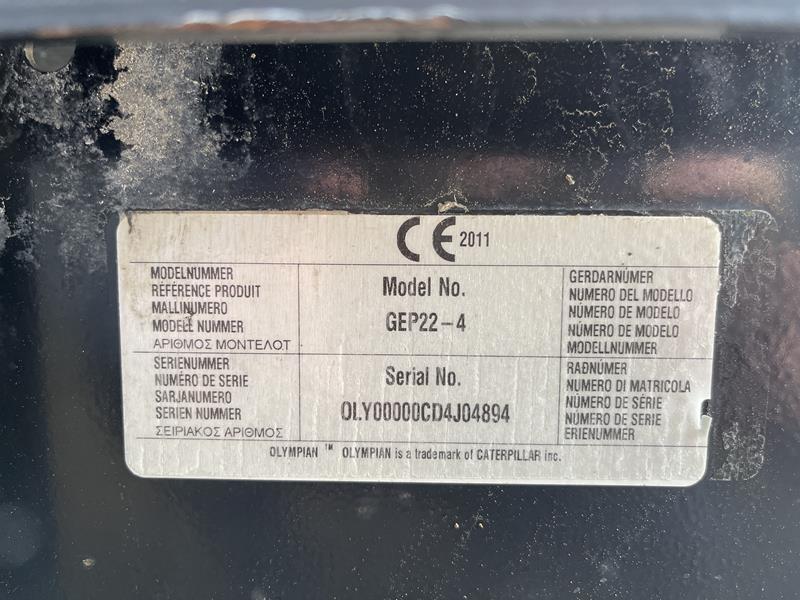 CE 2011
MODELNUMMER
RÉFÉRENCE PRODUIT
MALLINUMERO
MODELL NUMMER
ΑΡΙΘΜΟΣ ΜΟΝΤΕΛΟΤ
Model No.
GEP22-4
GERDARNÚMER
NÚMERO DEL MODELLO
NÚMERO DE MODELO
NÚMERO DE MODELO
MODELLNUMMER
SERIENUMMER
NUMÉRO DE SERIE
SARJANUMERO
SERIEN NUMMER
ΣΕΙΡΙΑΚΟΣ ΑΡΙΘΜΟΣ
Serial No.
OLY00000CD4J04894
RAÐNÚMER
NUMERO DI MATRICOLA
NÚMERO DE SÉRIE
NÚMERO DE SERIE
ERIENUMMER
OLYMPIAN ™ OLYMPIAN is a trademark of CATERPILLAR inc.